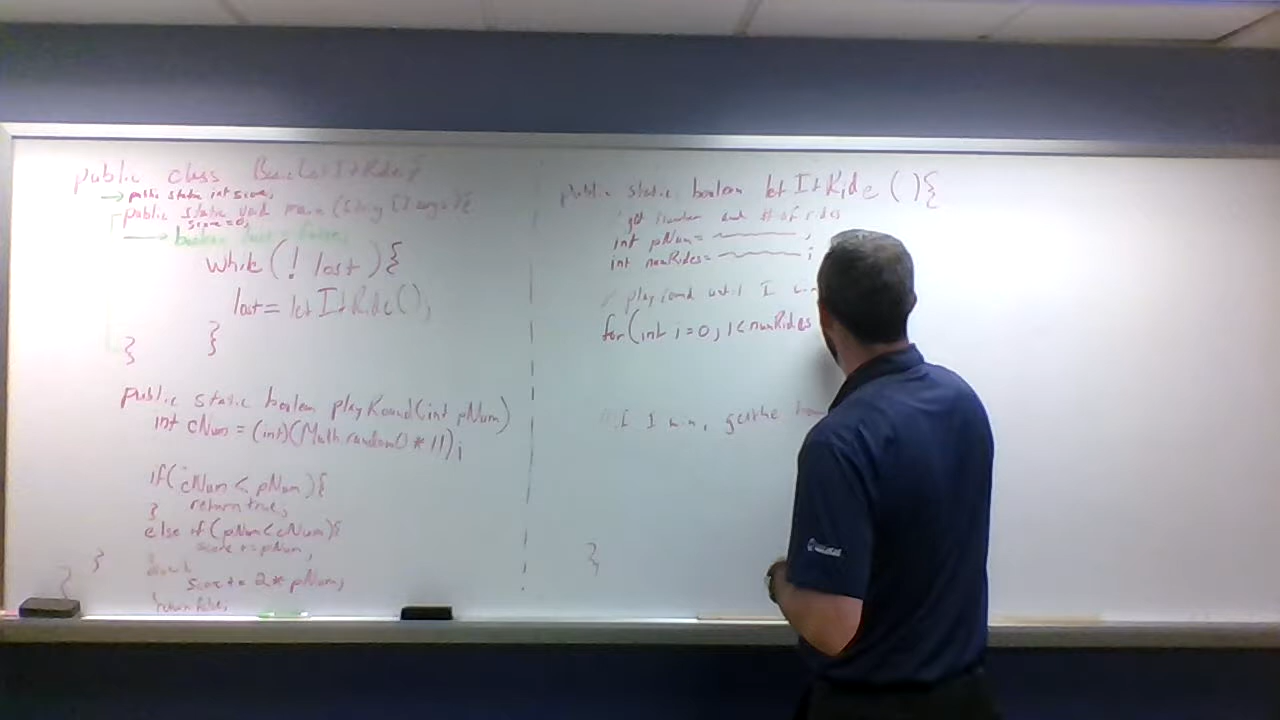 public class
public static int score;
public static void main (String [] args){
score = 0;
boolean lost = false;
while (! lost){
lost = letItRide();
}
}
public static boolean playRound(int pNum)
int cNum = (int)(Math.random() * 11);
if(cNum < pNum){
return true;
}
else if(pNum<cNum){
score += pNum;
}
score += 2* pNum;
return false;
}
}
public static boolean letItRide (){
get number and # of rides
int pNum= ;
int numRides= ;
play round until I
for(int i=0; i<numRides
If I win, get the
}